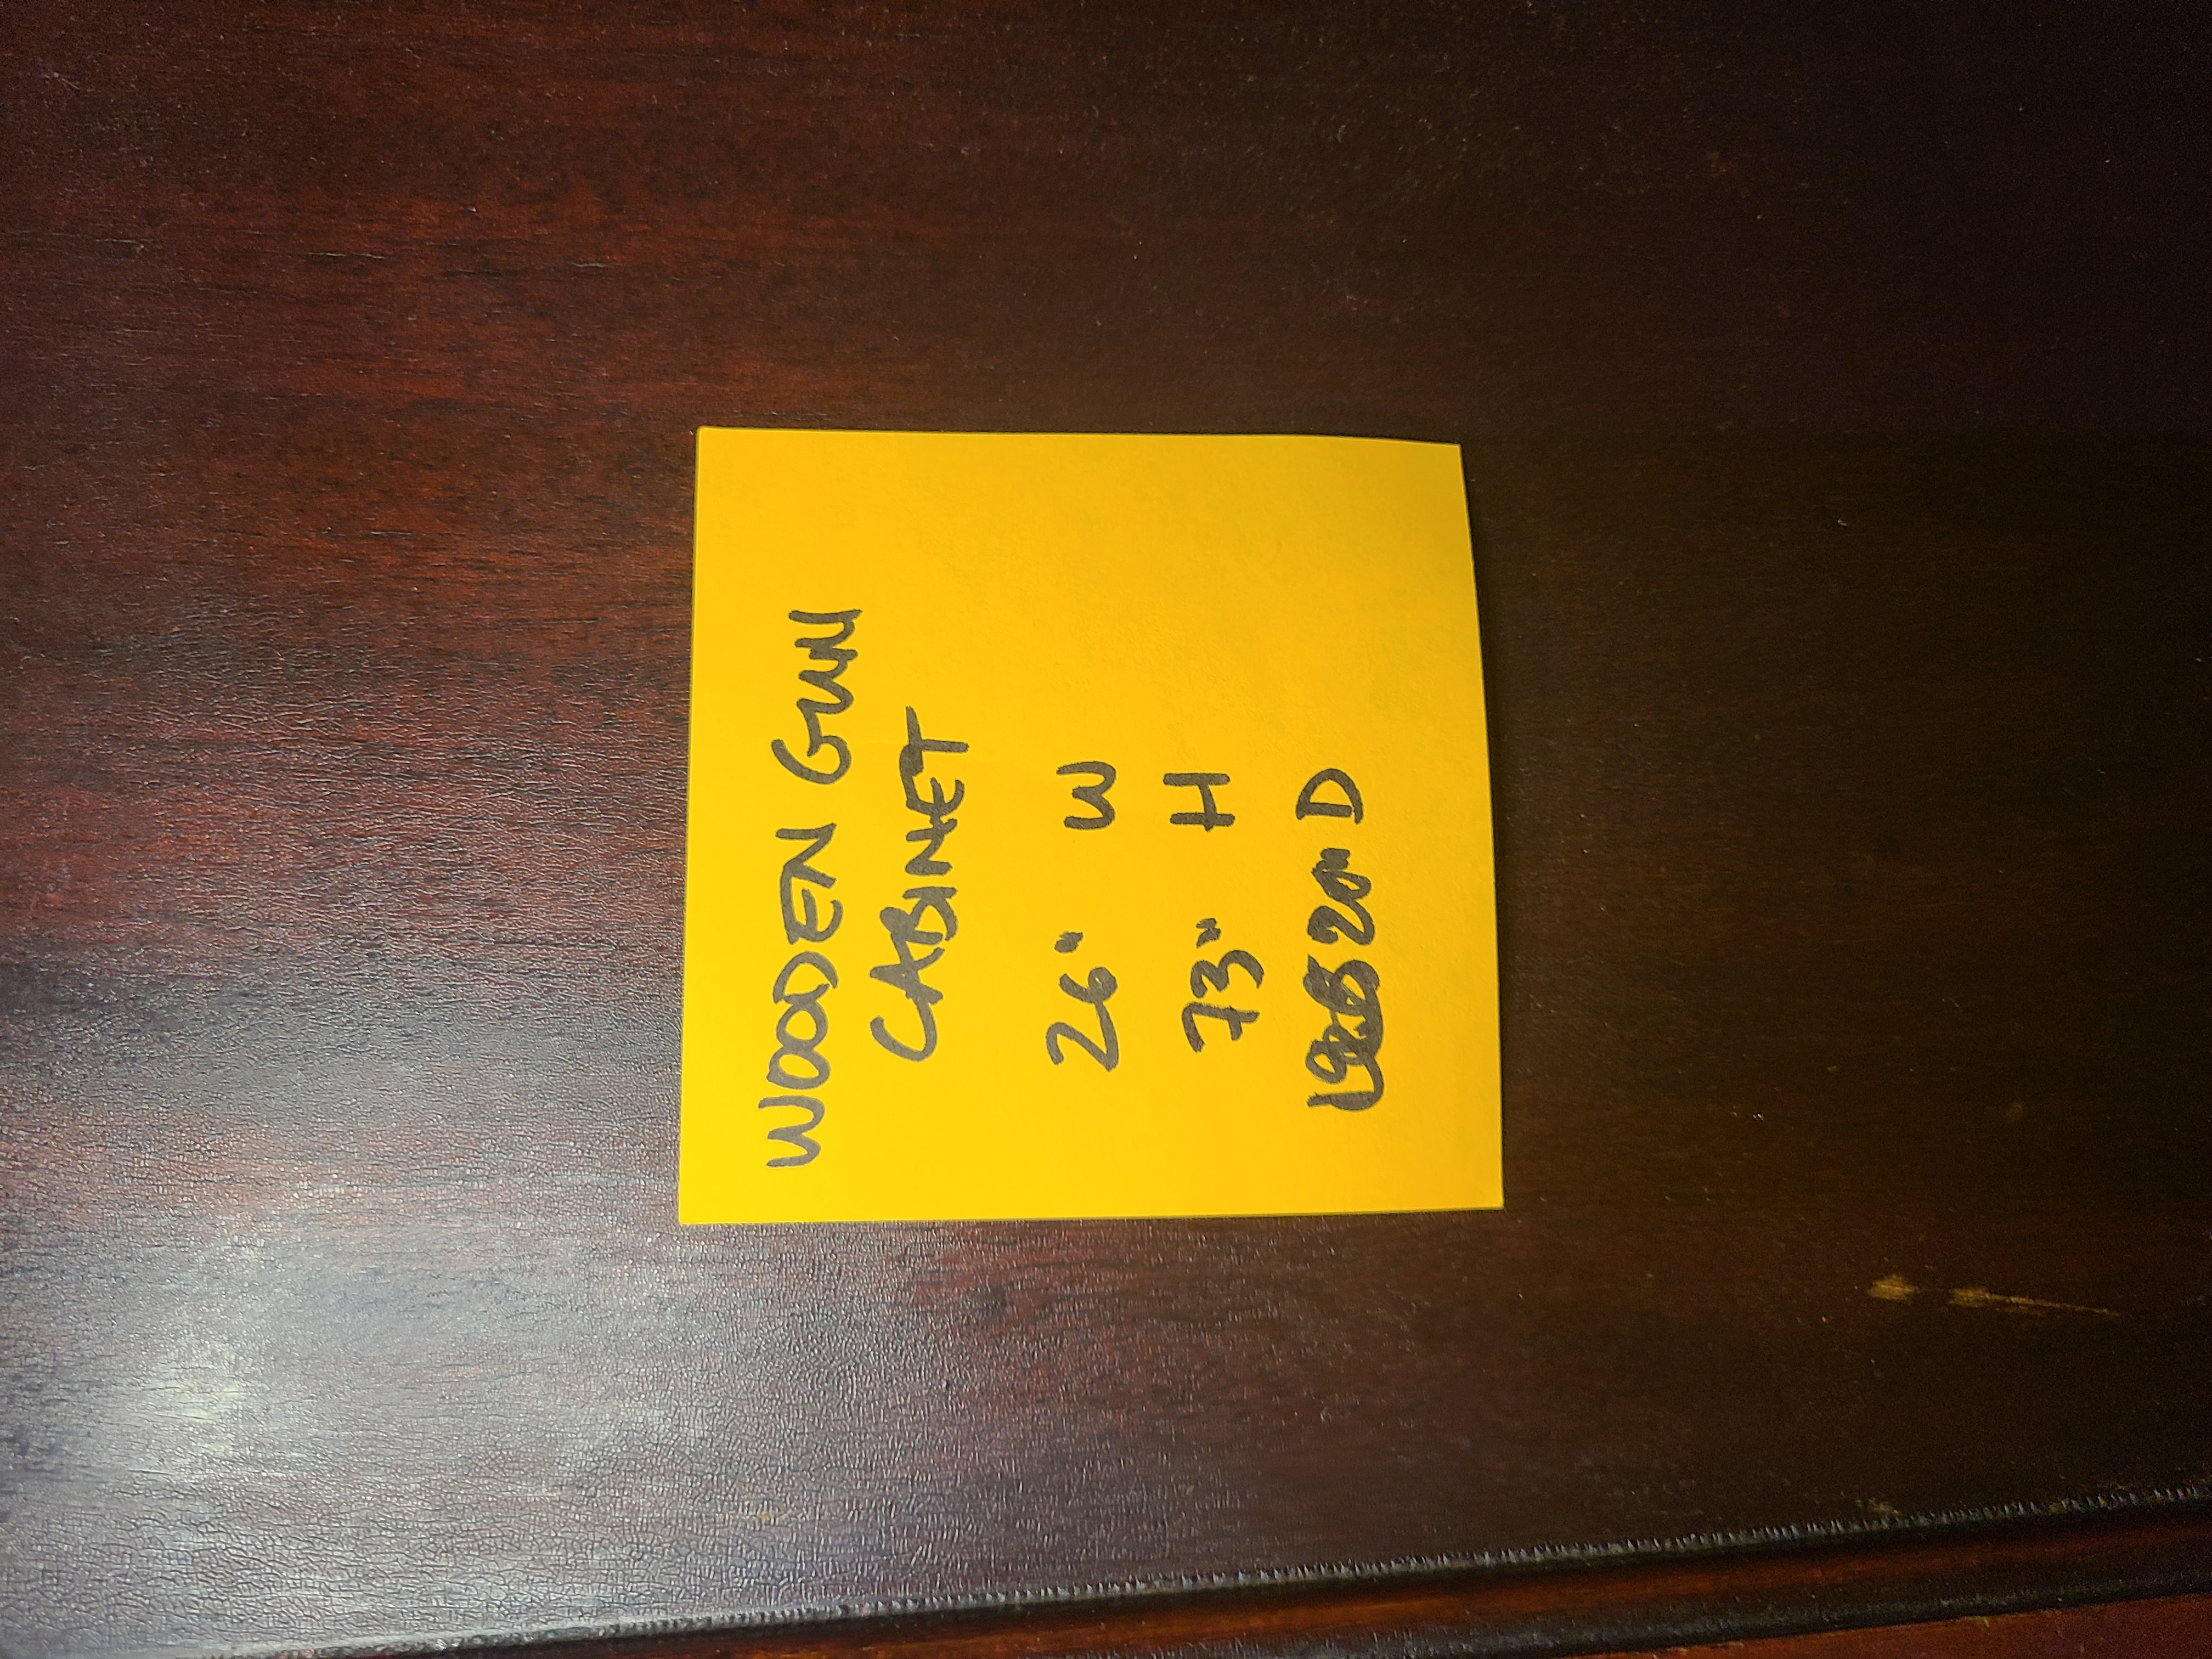 WOODEN GUN
CABINET
26" W
73" H
20" D